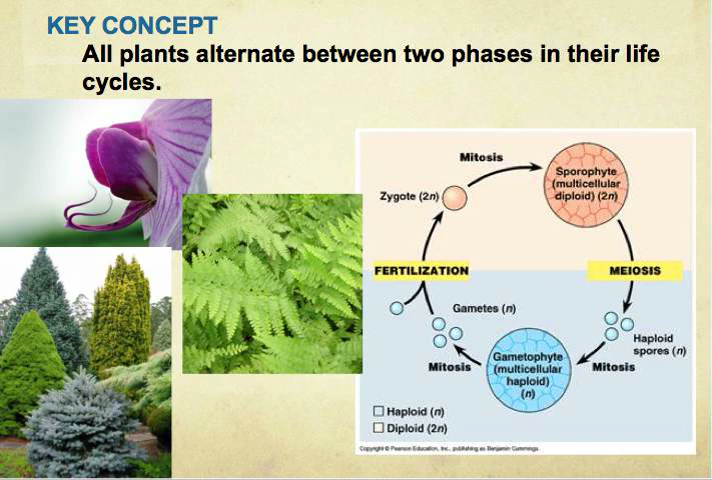 KEY CONCEPT
All plants alternate between two phases in their life
cycles.
Mitosis
Sporophyte
(multicellular
diploid) (2n)
Zygote (2n)
FERTILIZATION
MEIOSIS
Gametes (n)
Haploid
spores (n)
Mitosis
Gametophyte
(multicellular
haploid)
(n)
Mitosis
Haploid (n)
Diploid (2n)
Copyright © Pearson Education, Inc., publishing as Benjamin Cummings.